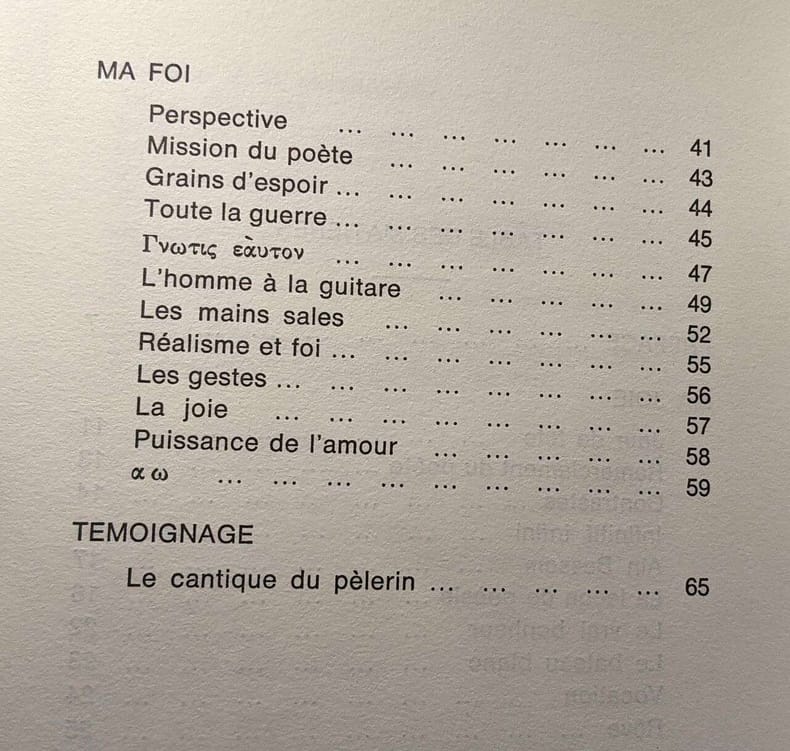 MA FOI
Perspective ... ... ... ... ... ... ... 41
Mission du poète ... ... ... ... ... ... 43
Grains d'espoir ... ... ... ... ... ... ... 44
Toute la guerre ... ... ... ... ... ... ... 45
Γνωτις εὰυτον ... ... ... ... ... ... ... 47
L'homme à la guitare ... ... ... ... ... 49
Les mains sales ... ... ... ... ... ... 52
Réalisme et foi ... ... ... ... ... ... ... 55
Les gestes ... ... ... ... ... ... ... ... 56
La joie ... ... ... ... ... ... ... ... 57
Puissance de l'amour ... ... ... ... ... 58
α ω ... ... ... ... ... ... ... ... ... 59
TEMOIGNAGE
Le cantique du pèlerin ... ... ... ... ... 65